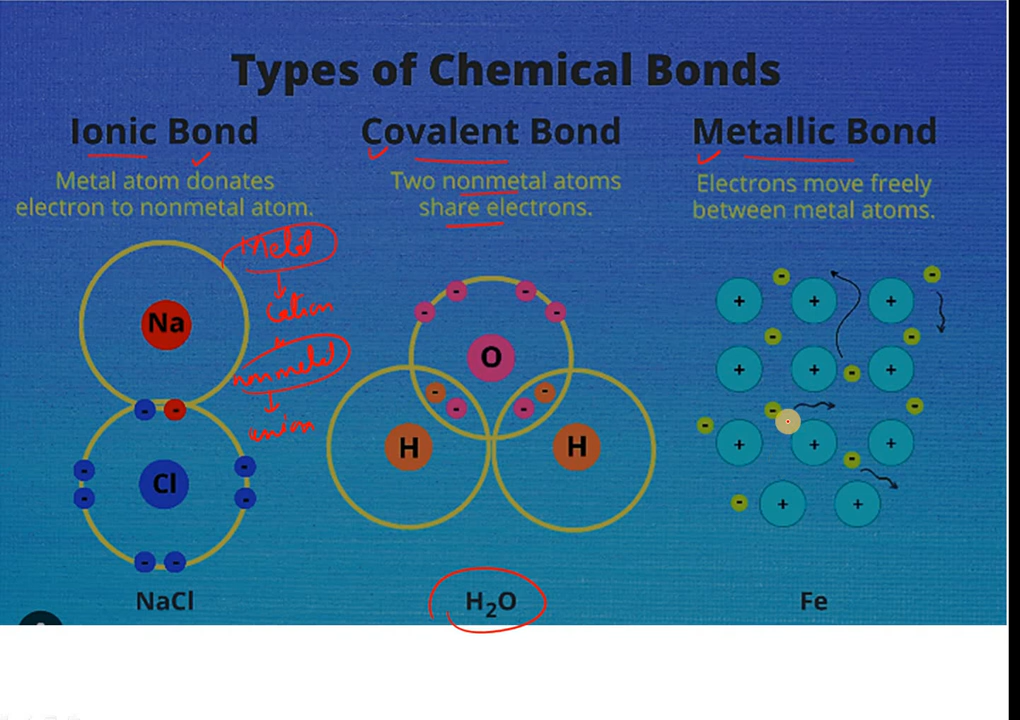 Types of Chemical Bonds
Ionic Bond
Metal atom donates
electron to nonmetal atom.
Na
Cl
NaCl
Metal
Cation
nonmetal
anion
Covalent Bond
Two nonmetal atoms
share electrons.
O
H
H
H₂O
Metallic Bond
Electrons move freely
between metal atoms.
+ + +
+ + +
+ + +
+ +
Fe